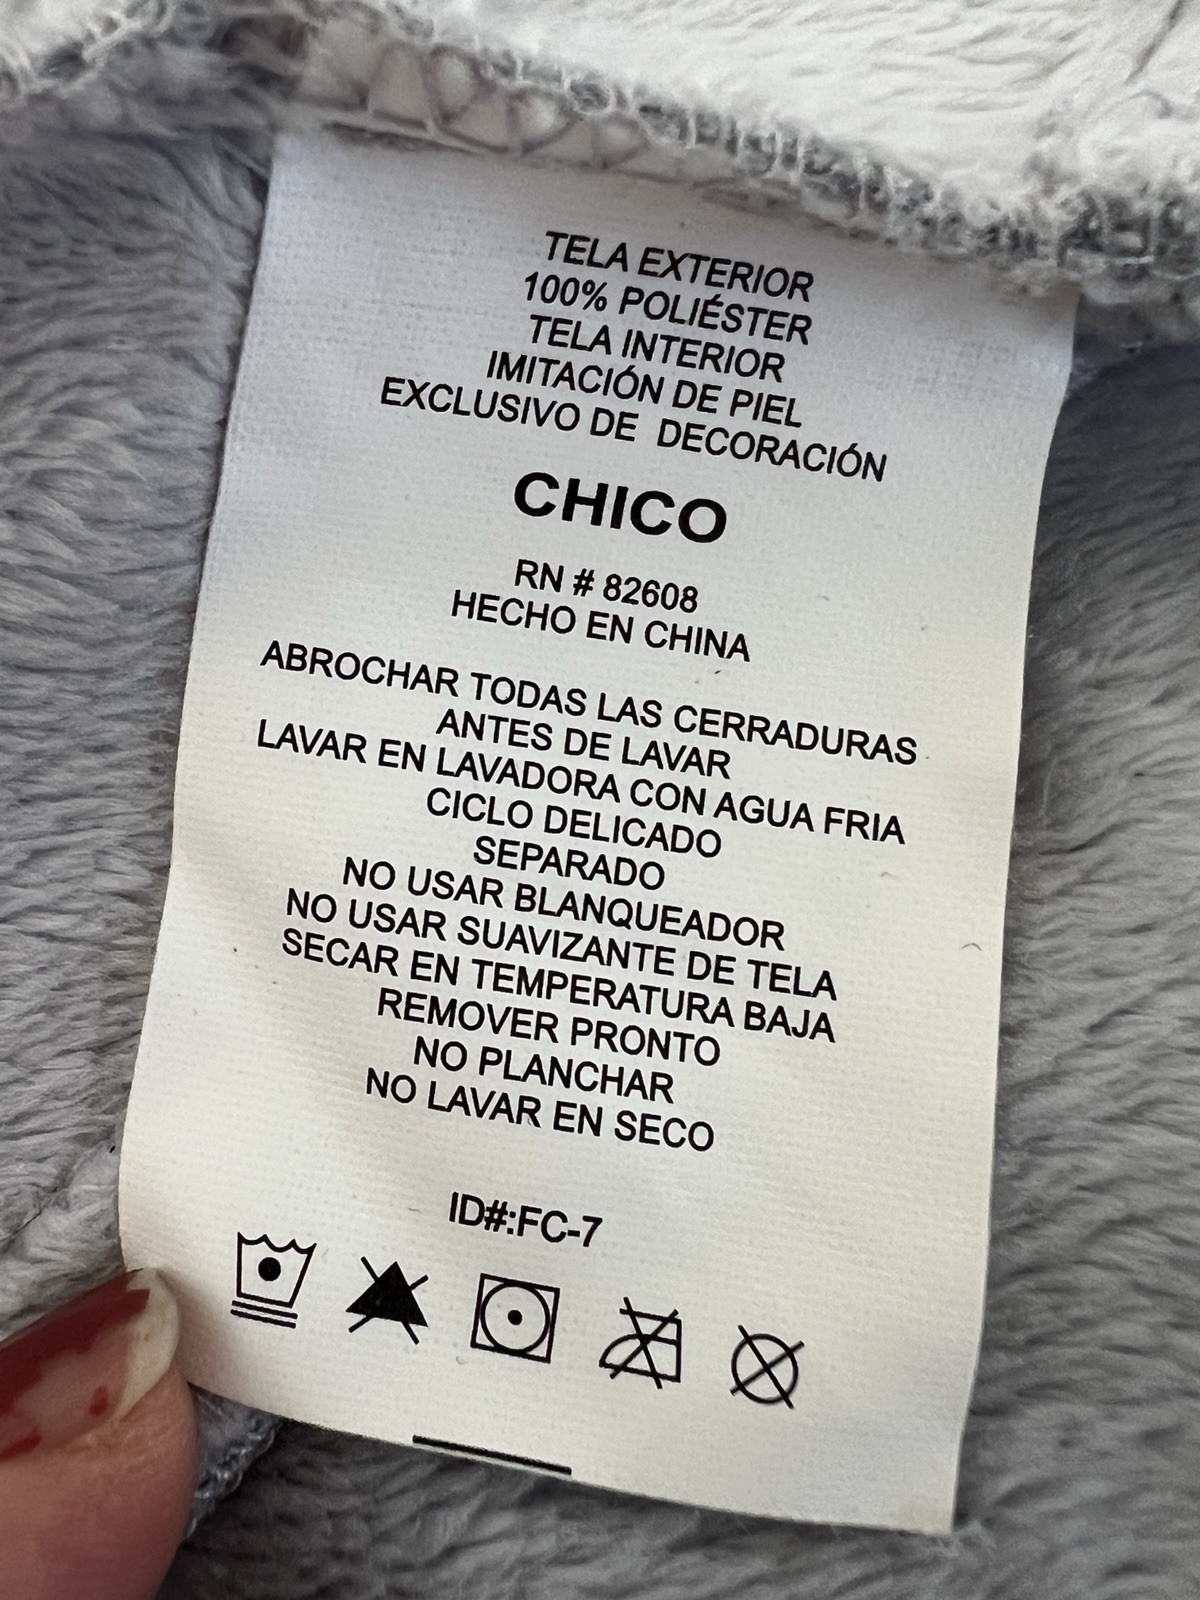 TELA EXTERIOR
100% POLIÉSTER
TELA INTERIOR
IMITACIÓN DE PIEL
EXCLUSIVO DE DECORACIÓN
CHICO
RN # 82608
HECHO EN CHINA
ABROCHAR TODAS LAS CERRADURAS
ANTES DE LAVAR
LAVAR EN LAVADORA CON AGUA FRIA
CICLO DELICADO
SEPARADO
NO USAR BLANQUEADOR
NO USAR SUAVIZANTE DE TELA
SECAR EN TEMPERATURA BAJA
REMOVER PRONTO
NO PLANCHAR
NO LAVAR EN SECO
ID#:FC-7